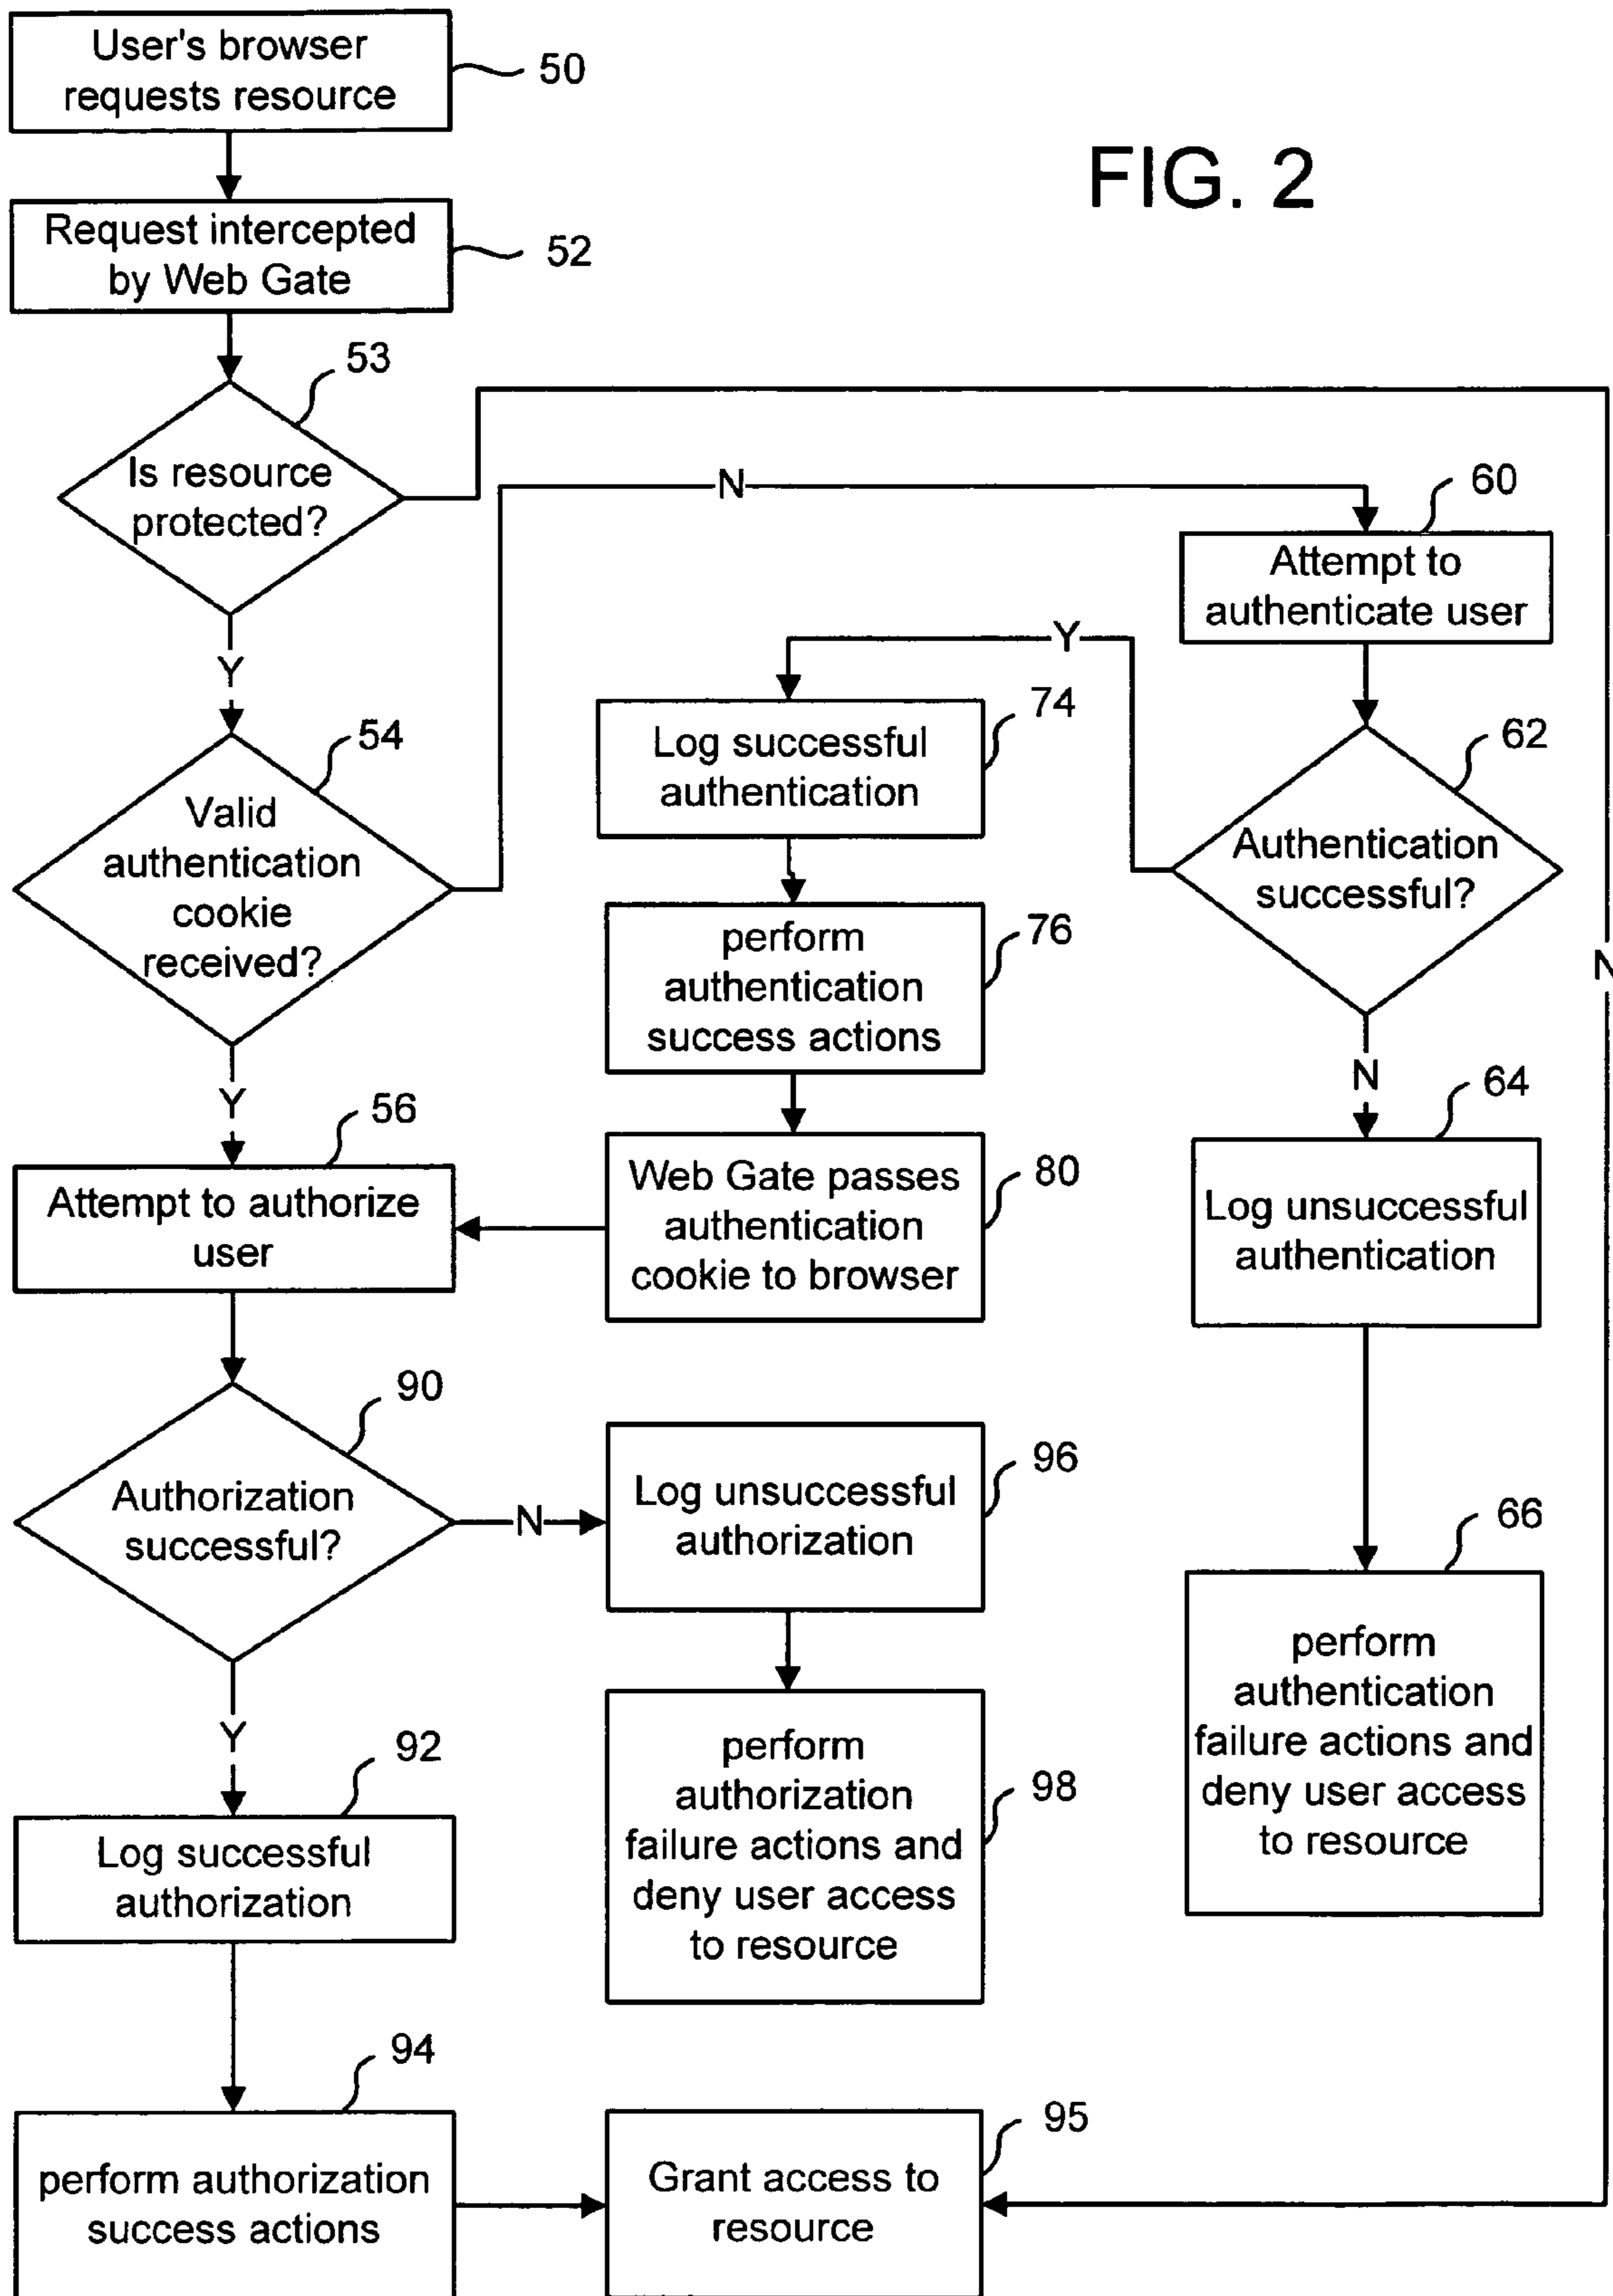 User's browser
requests resource
50
FIG. 2
Request intercepted
by Web Gate
52
53
Is resource
protected?
N
60
Attempt to
authenticate user
Y
Y
74
Log successful
authentication
54
Valid
authentication
cookie
received?
62
Authentication
successful?
76
perform
authentication
success actions
N
N
Y
64
56
Attempt to authorize
user
80
Web Gate passes
authentication
cookie to browser
Log unsuccessful
authentication
90
Authorization
successful?
N
96
Log unsuccessful
authorization
66
perform
authentication
failure actions and
deny user access
to resource
Y
92
Log successful
authorization
98
perform
authorization
failure actions and
deny user access
to resource
94
perform authorization
success actions
95
Grant access to
resource